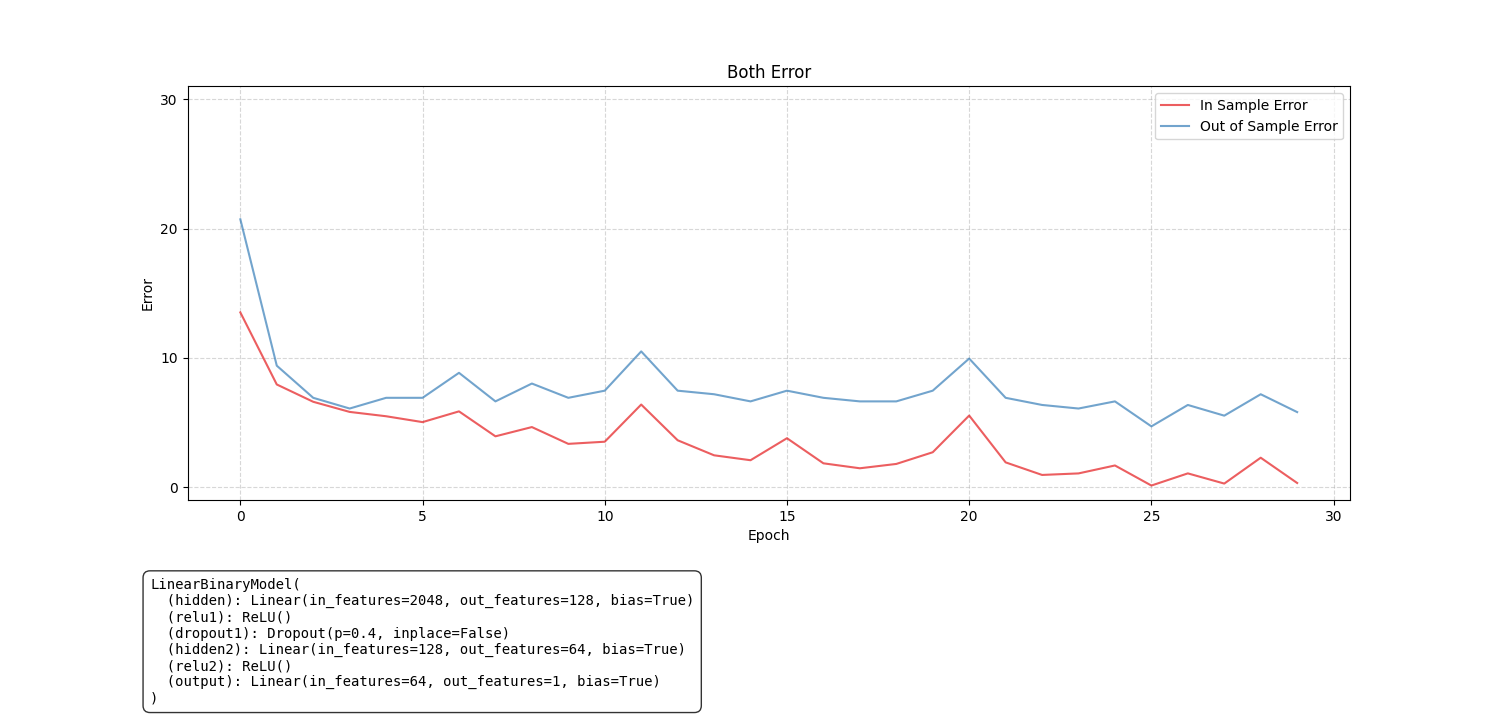 Both Error
30
20
10
0
Error
In Sample Error
Out of Sample Error
0 5 10 15 20 25 30
Epoch
LinearBinaryModel(
  (hidden): Linear(in_features=2048, out_features=128, bias=True)
  (relu1): ReLU()
  (dropout1): Dropout(p=0.4, inplace=False)
  (hidden2): Linear(in_features=128, out_features=64, bias=True)
  (relu2): ReLU()
  (output): Linear(in_features=64, out_features=1, bias=True)
)